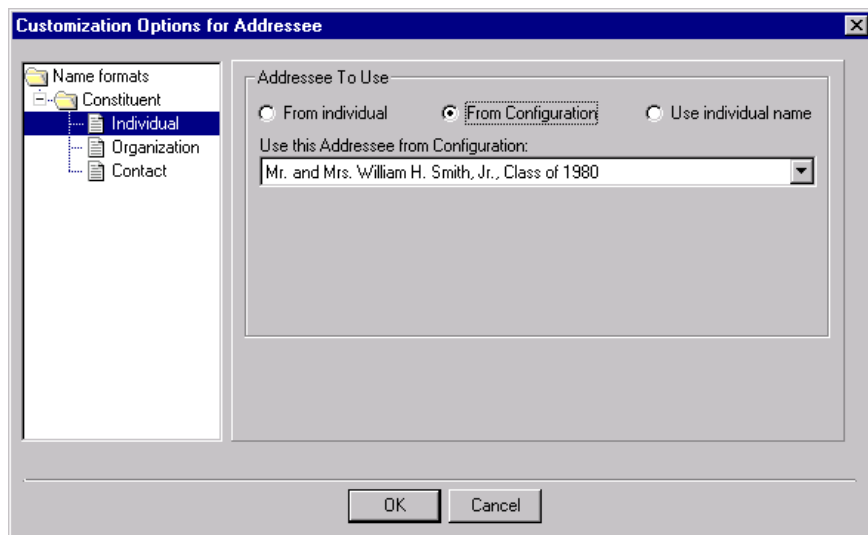 Customization Options for Addressee
Name formats
Constituent
Individual
Organization
Contact
Addressee To Use
From individual
From Configuration
Use individual name
Use this Addressee from Configuration:
Mr. and Mrs. William H. Smith, Jr., Class of 1980
OK
Cancel